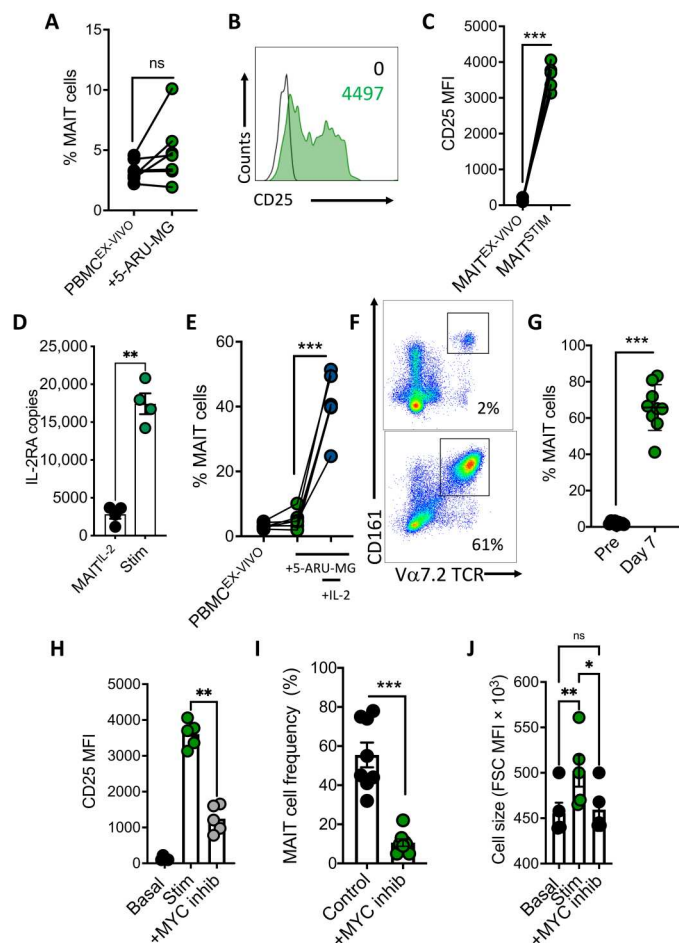 A
% MAIT cells
15
10
5
0
ns
PBMC^EX-VIVO
+5-ARU-MG
B
Counts
0
4497
CD25
C
CD25 MFI
5000
4000
3000
2000
1000
0
***
MAIT^EX-VIVO
MAIT^STIM
D
IL-2RA copies
25,000
20,000
15,000
10,000
5000
0
**
MAIT^IL-2
Stim
E
% MAIT cells
60
40
20
0
***
PBMC^EX-VIVO
+5-ARU-MG
+IL-2
F
2%
61%
CD161
Vα7.2 TCR
G
% MAIT cells
100
80
60
40
20
0
***
Pre
Day 7
H
CD25 MFI
5000
4000
3000
2000
1000
0
**
Basal
Stim
+MYC inhib
I
MAIT cell frequency (%)
100
80
60
40
20
0
***
Control
+MYC inhib
J
Cell size (FSC MFI × 10³)
600
550
500
450
400
ns
**
*
Basal
Stim
+MYC inhib